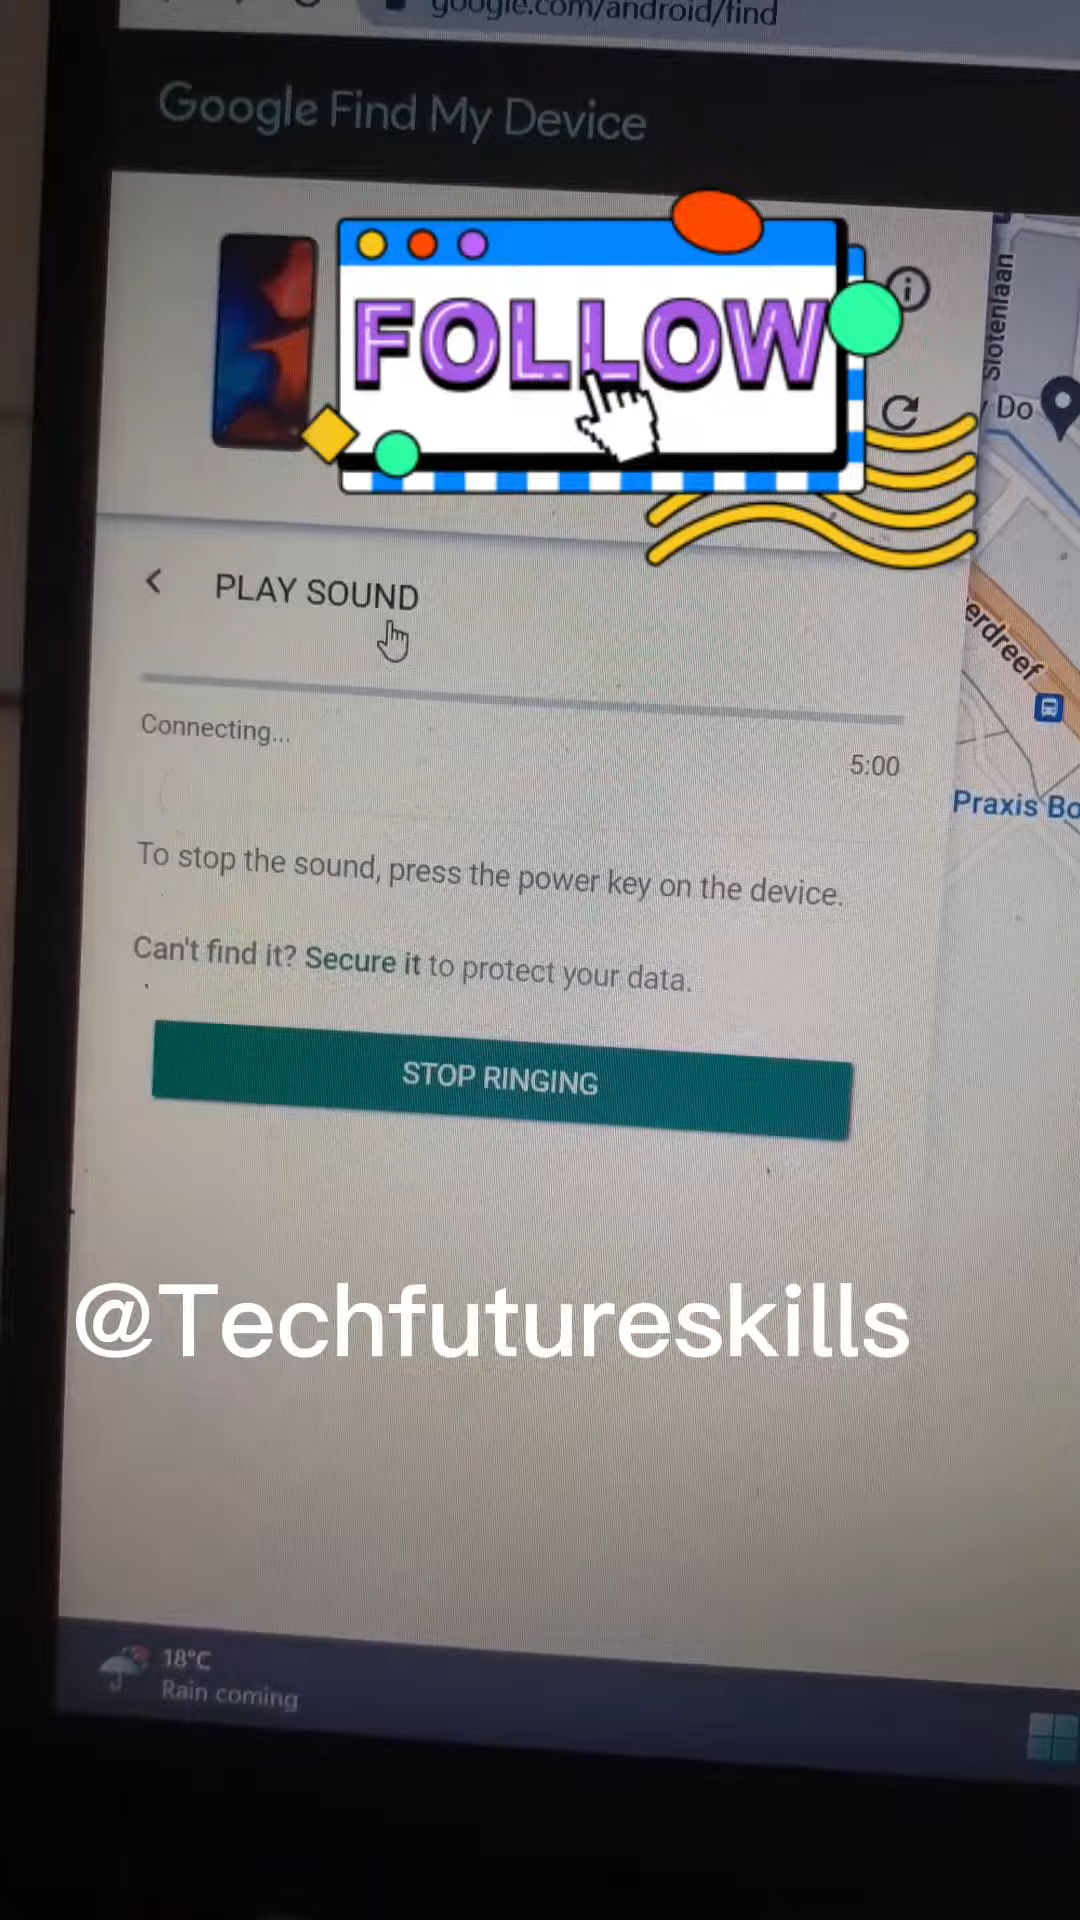 google.com/android/find
Google Find My Device
FOLLOW
Slotenlaan
Do
PLAY SOUND
erdreef
Connecting...
5:00
Praxis Bo
To stop the sound, press the power key on the device.
Can't find it? Secure it to protect your data.
STOP RINGING
@Techfutureskills
18°C
Rain coming